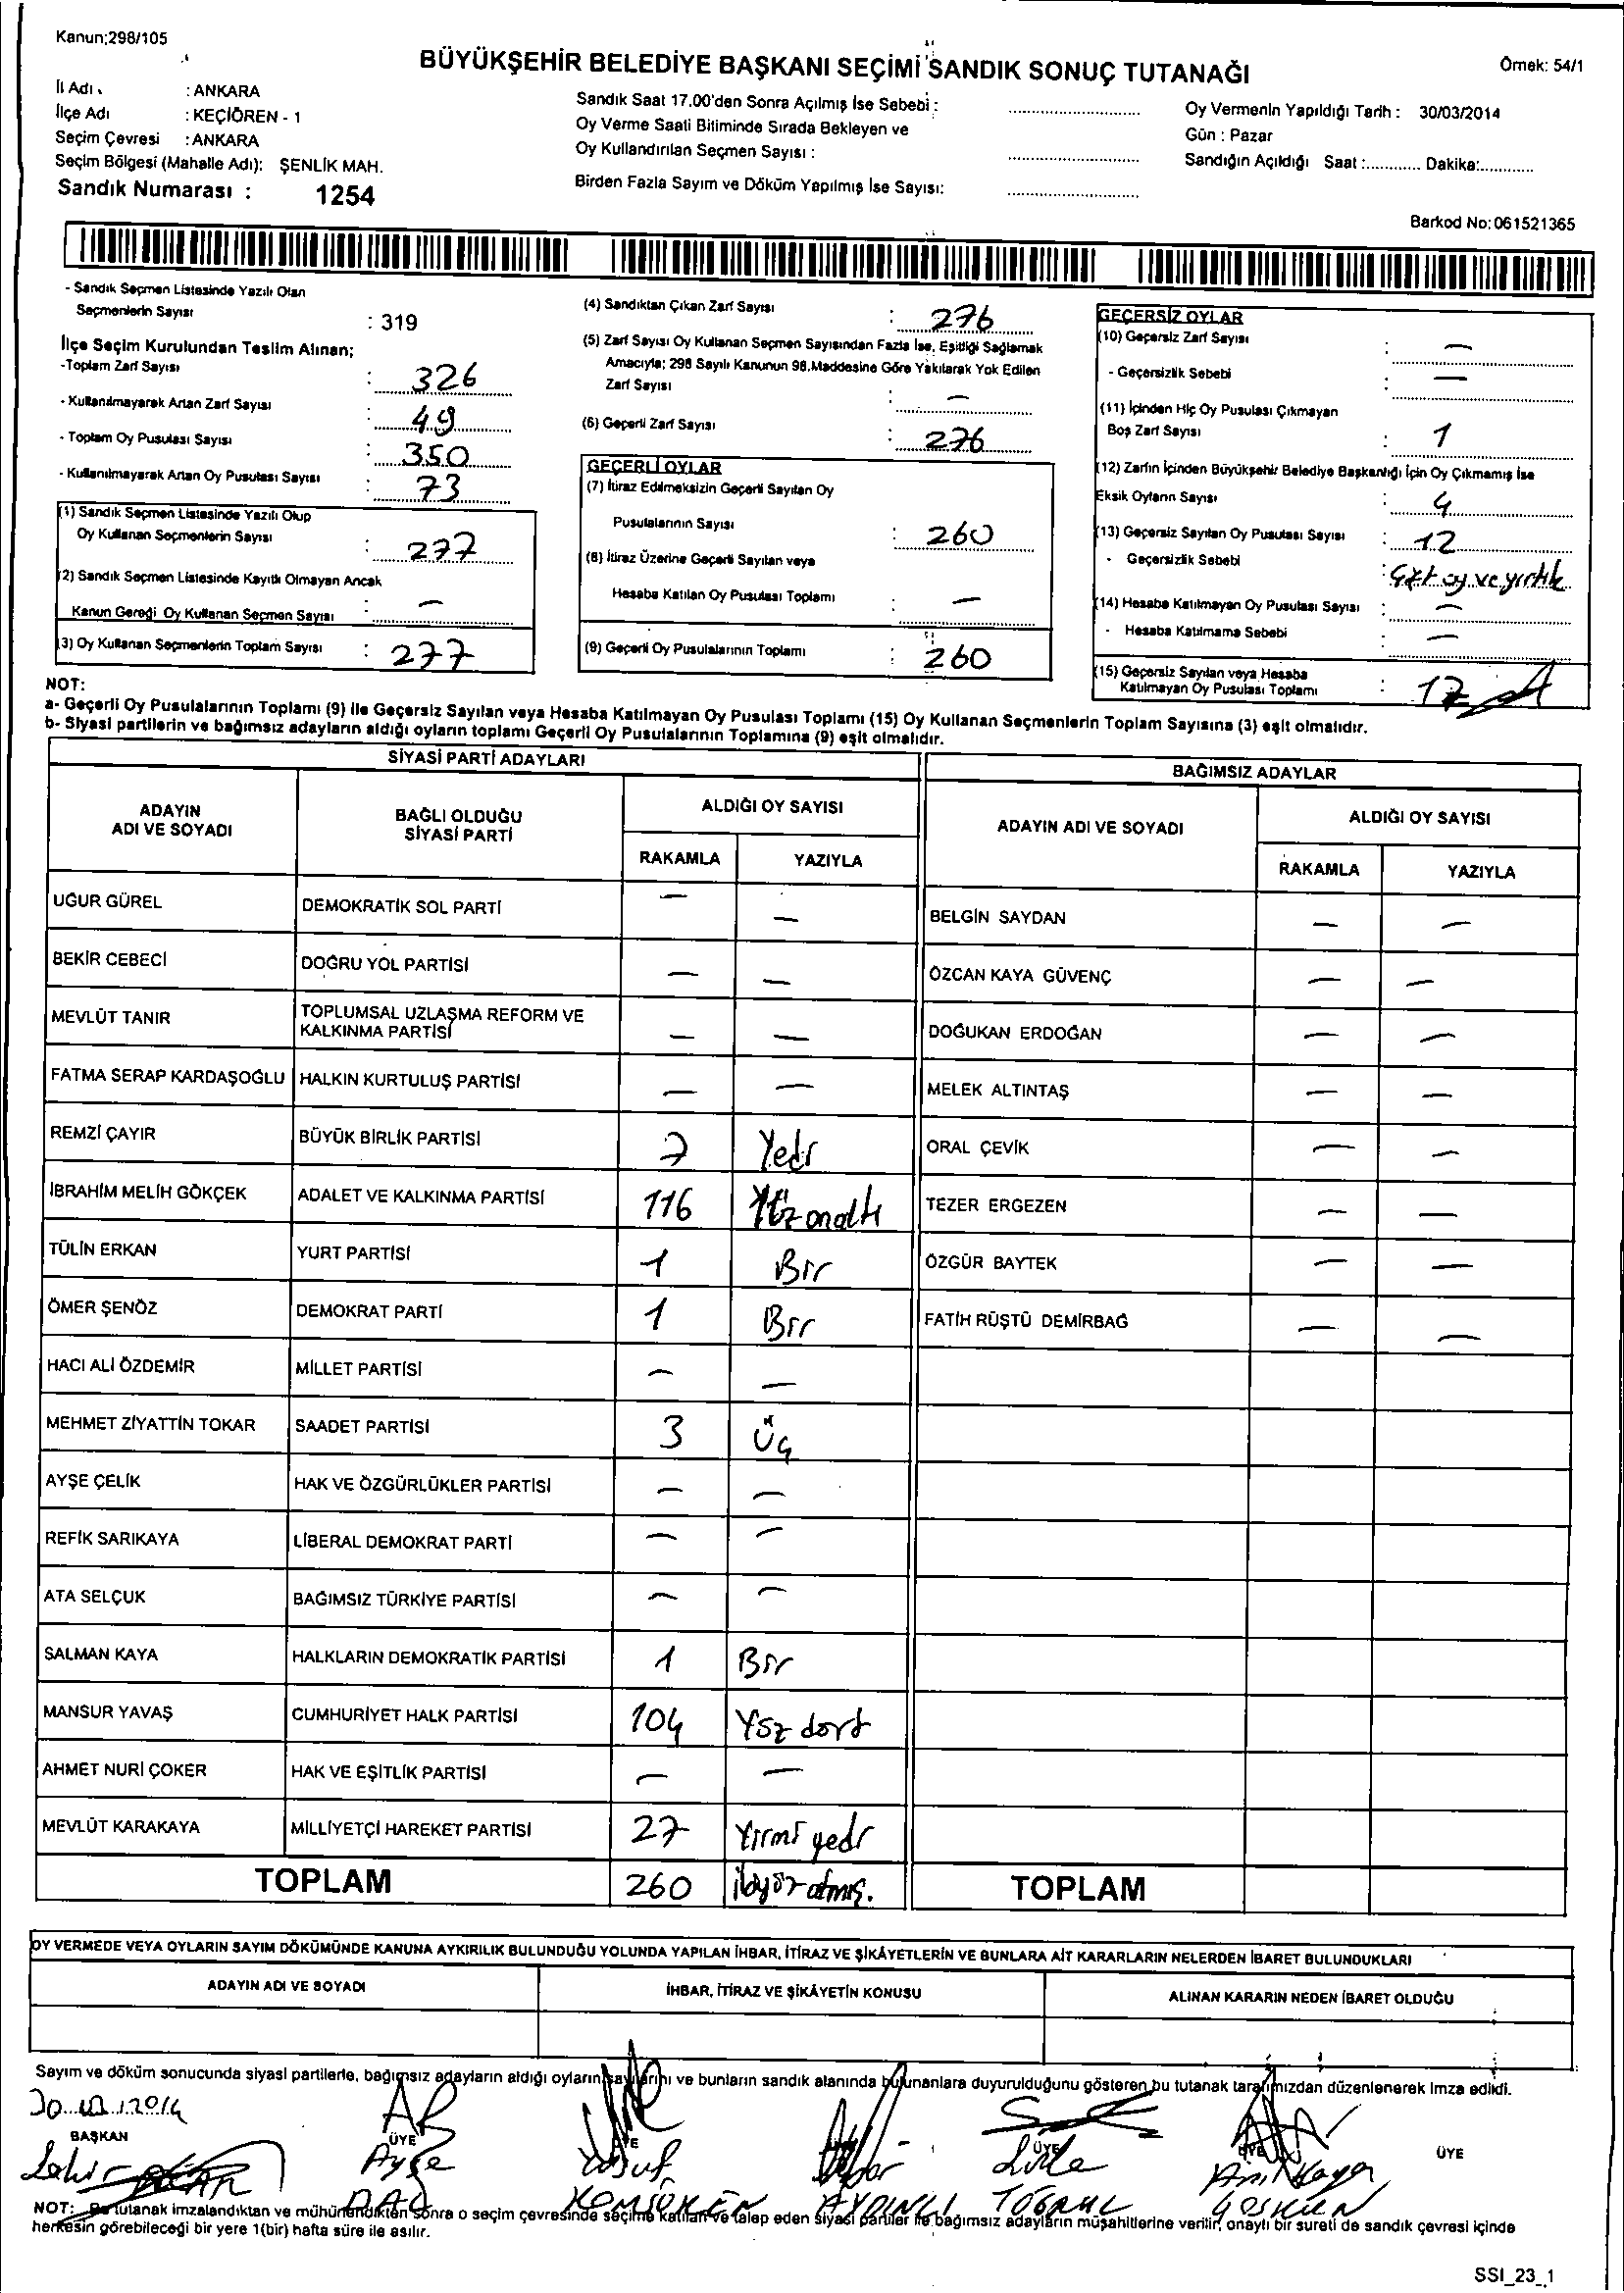 Kanun;298/105
BÜYÜKŞEHİR BELEDİYE BAŞKANI SEÇİMİ SANDIK SONUÇ TUTANAĞI
Örnek: 54/1
İl Adı : ANKARA
İlçe Adı : KEÇİÖREN - 1
Seçim Çevresi : ANKARA
Seçim Bölgesi (Mahalle Adı): ŞENLİK MAH.
Sandık Numarası : 1254
Sandık Saat 17.00'den Sonra Açılmış İse Sebebi :
Oy Verme Saati Bitiminde Sırada Bekleyen ve
Oy Kullandırılan Seçmen Sayısı :
Birden Fazla Sayım ve Döküm Yapılmış İse Sayısı:
Oy Vermenin Yapıldığı Tarih : 30/03/2014
Gün : Pazar
Sandığın Açıldığı Saat :............ Dakika:............
Barkod No:061521365
- Sandık Seçmen Listesinde Yazılı Olan
Seçmenlerin Sayısı : 319
İlçe Seçim Kurulundan Teslim Alınan;
-Toplam Zarf Sayısı : 326
- Kullanılmayarak Artan Zarf Sayısı : 49
- Toplam Oy Pusulası Sayısı : 350
- Kullanılmayarak Artan Oy Pusulası Sayısı : 73
(1) Sandık Seçmen Listesinde Yazılı Olup
Oy Kullanan Seçmenlerin Sayısı : 277
(2) Sandık Seçmen Listesinde Kayıtlı Olmayan Ancak
Kanun Gereği Oy Kullanan Seçmen Sayısı : —
(3) Oy Kullanan Seçmenlerin Toplam Sayısı : 277
(4) Sandıktan Çıkan Zarf Sayısı : 276
(5) Zarf Sayısı Oy Kullanan Seçmen Sayısından Fazla İse, Eşitliği Sağlamak
Amacıyla; 298 Sayılı Kanunun 98.Maddesine Göre Yakılarak Yok Edilen
Zarf Sayısı : —
(6) Geçerli Zarf Sayısı : 276
GEÇERLİ OYLAR
(7) İtiraz Edilmeksizin Geçerli Sayılan Oy
Pusulalarının Sayısı : 260
(8) İtiraz Üzerine Geçerli Sayılan veya
Hesaba Katılan Oy Pusulası Toplamı : —
(9) Geçerli Oy Pusulalarının Toplamı : 260
GEÇERSİZ OYLAR
(10) Geçersiz Zarf Sayısı : —
- Geçersizlik Sebebi : —
(11) İçinden Hiç Oy Pusulası Çıkmayan
Boş Zarf Sayısı : 1
(12) Zarfın İçinden Büyükşehir Belediye Başkanlığı İçin Oy Çıkmamış İse
Eksik Oyların Sayısı : 4
(13) Geçersiz Sayılan Oy Pusulası Sayısı : 12
- Geçersizlik Sebebi : Çift oy ve yırtık
(14) Hesaba Katılmayan Oy Pusulası Sayısı : —
- Hesaba Katılmama Sebebi : —
(15) Geçersiz Sayılan veya Hesaba
Katılmayan Oy Pusulası Toplamı : 17
NOT:
a- Geçerli Oy Pusulalarının Toplamı (9) ile Geçersiz Sayılan veya Hesaba Katılmayan Oy Pusulası Toplamı (15) Oy Kullanan Seçmenlerin Toplam Sayısına (3) eşit olmalıdır.
b- Siyasi partilerin ve bağımsız adayların aldığı oyların toplamı Geçerli Oy Pusulalarının Toplamına (9) eşit olmalıdır.
SİYASİ PARTİ ADAYLARI
ADAYIN ADI VE SOYADI
BAĞLI OLDUĞU SİYASİ PARTİ
ALDIĞI OY SAYISI
RAKAMLA YAZIYLA
UĞUR GÜREL DEMOKRATİK SOL PARTİ — —
BEKİR CEBECİ DOĞRU YOL PARTİSİ — —
MEVLÜT TANIR TOPLUMSAL UZLAŞMA REFORM VE KALKINMA PARTİSİ — —
FATMA SERAP KARDAŞOĞLU HALKIN KURTULUŞ PARTİSİ — —
REMZİ ÇAYIR BÜYÜK BİRLİK PARTİSİ 7 Yedi
İBRAHİM MELİH GÖKÇEK ADALET VE KALKINMA PARTİSİ 116 Yüz onaltı
TÜLİN ERKAN YURT PARTİSİ 1 Bir
ÖMER ŞENÖZ DEMOKRAT PARTİ 1 Bir
HACI ALİ ÖZDEMİR MİLLET PARTİSİ — —
MEHMET ZİYATTİN TOKAR SAADET PARTİSİ 3 Üç
AYŞE ÇELİK HAK VE ÖZGÜRLÜKLER PARTİSİ — —
REFİK SARIKAYA LİBERAL DEMOKRAT PARTİ — —
ATA SELÇUK BAĞIMSIZ TÜRKİYE PARTİSİ — —
SALMAN KAYA HALKLARIN DEMOKRATİK PARTİSİ 1 Bir
MANSUR YAVAŞ CUMHURİYET HALK PARTİSİ 104 Yüz dört
AHMET NURİ ÇOKER HAK VE EŞİTLİK PARTİSİ — —
MEVLÜT KARAKAYA MİLLİYETÇİ HAREKET PARTİSİ 27 Yirmi yedi
TOPLAM 260 ikiyüz atmış.
BAĞIMSIZ ADAYLAR
ADAYIN ADI VE SOYADI
ALDIĞI OY SAYISI
RAKAMLA YAZIYLA
BELGİN SAYDAN — —
ÖZCAN KAYA GÜVENÇ — —
DOĞUKAN ERDOĞAN — —
MELEK ALTINTAŞ — —
ORAL ÇEVİK — —
TEZER ERGEZEN — —
ÖZGÜR BAYTEK — —
FATİH RÜŞTÜ DEMİRBAĞ — —
TOPLAM
OY VERMEDE VEYA OYLARIN SAYIM DÖKÜMÜNDE KANUNA AYKIRILIK BULUNDUĞU YOLUNDA YAPILAN İHBAR, İTİRAZ VE ŞİKÂYETLERİN VE BUNLARA AİT KARARLARIN NELERDEN İBARET BULUNDUKLARI
ADAYIN ADI VE SOYADI İHBAR, İTİRAZ VE ŞİKÂYETİN KONUSU ALINAN KARARIN NEDEN İBARET OLDUĞU
Sayım ve döküm sonucunda siyasi partilerle, bağımsız adayların aldığı oyların sayılarını ve bunların sandık alanında bulunanlara duyurulduğunu gösteren bu tutanak tarafımızdan düzenlenerek imza edildi.
BAŞKAN ÜYE ÜYE ÜYE ÜYE ÜYE
Ayşe Yusuf Anıl Kaya
DAĞ KOMSÖKEN AYDINLI TOĞRUL COŞKUN
NOT: Bu tutanak imzalandıktan ve mühürlendikten sonra o seçim çevresinde seçime katılan ve talep eden siyasi partiler ile bağımsız adayların müşahitlerine verilir, onaylı bir sureti de sandık çevresi içinde
herkesin görebileceği bir yere 1(bir) hafta süre ile asılır.
SSI_23_1